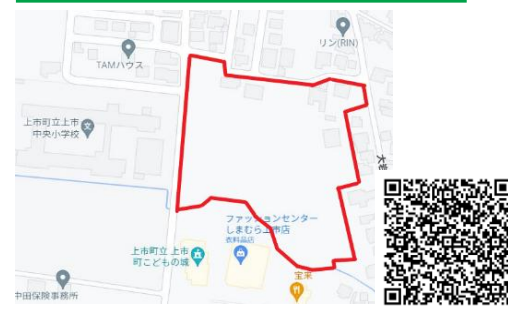 リン(RIN)
TAMハウス
上市町立上市
中央小学校
文
大
ファッションセンター
しまむら上市店
衣料品店
上市町立 上市
町こどもの城
宝来
中田保険事務所